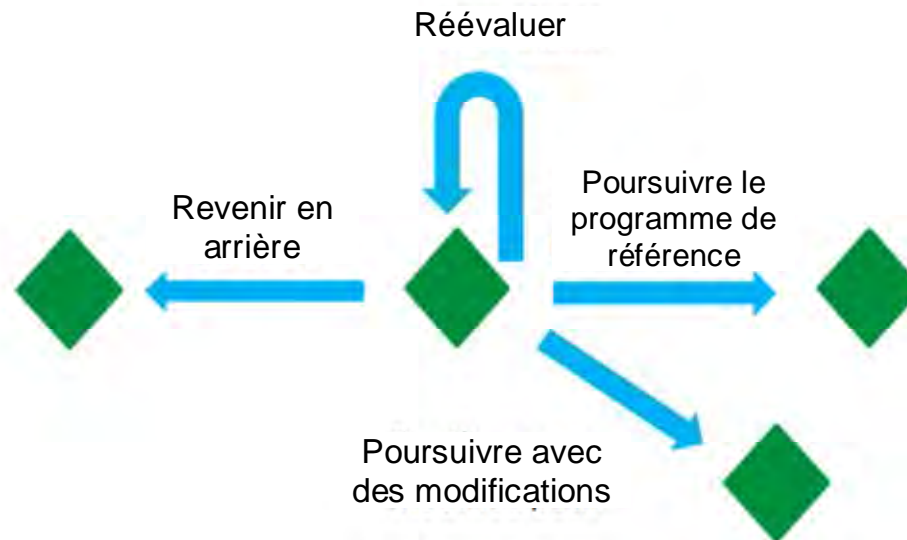 Réévaluer
Revenir en
arrière
Poursuivre le
programme de
référence
Poursuivre avec
des modifications